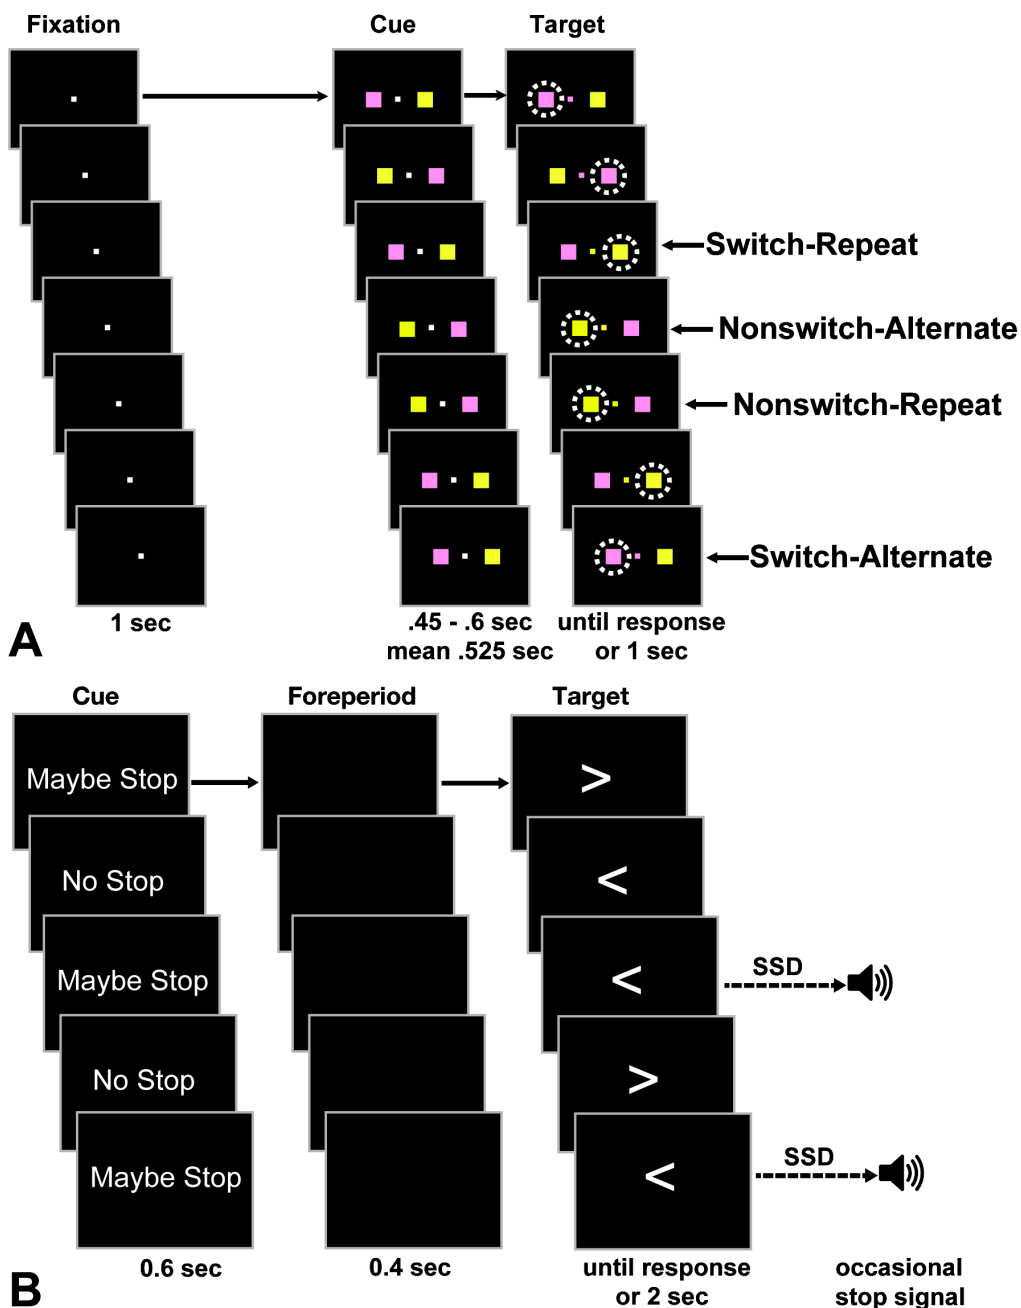 Fixation
Cue
Target
Switch-Repeat
Nonswitch-Alternate
Nonswitch-Repeat
Switch-Alternate
1 sec
.45 - .6 sec
mean .525 sec
until response
or 1 sec
A
Cue
Foreperiod
Target
Maybe Stop
>
No Stop
<
Maybe Stop
<
SSD
No Stop
>
Maybe Stop
<
SSD
0.6 sec
0.4 sec
until response
or 2 sec
occasional
stop signal
B